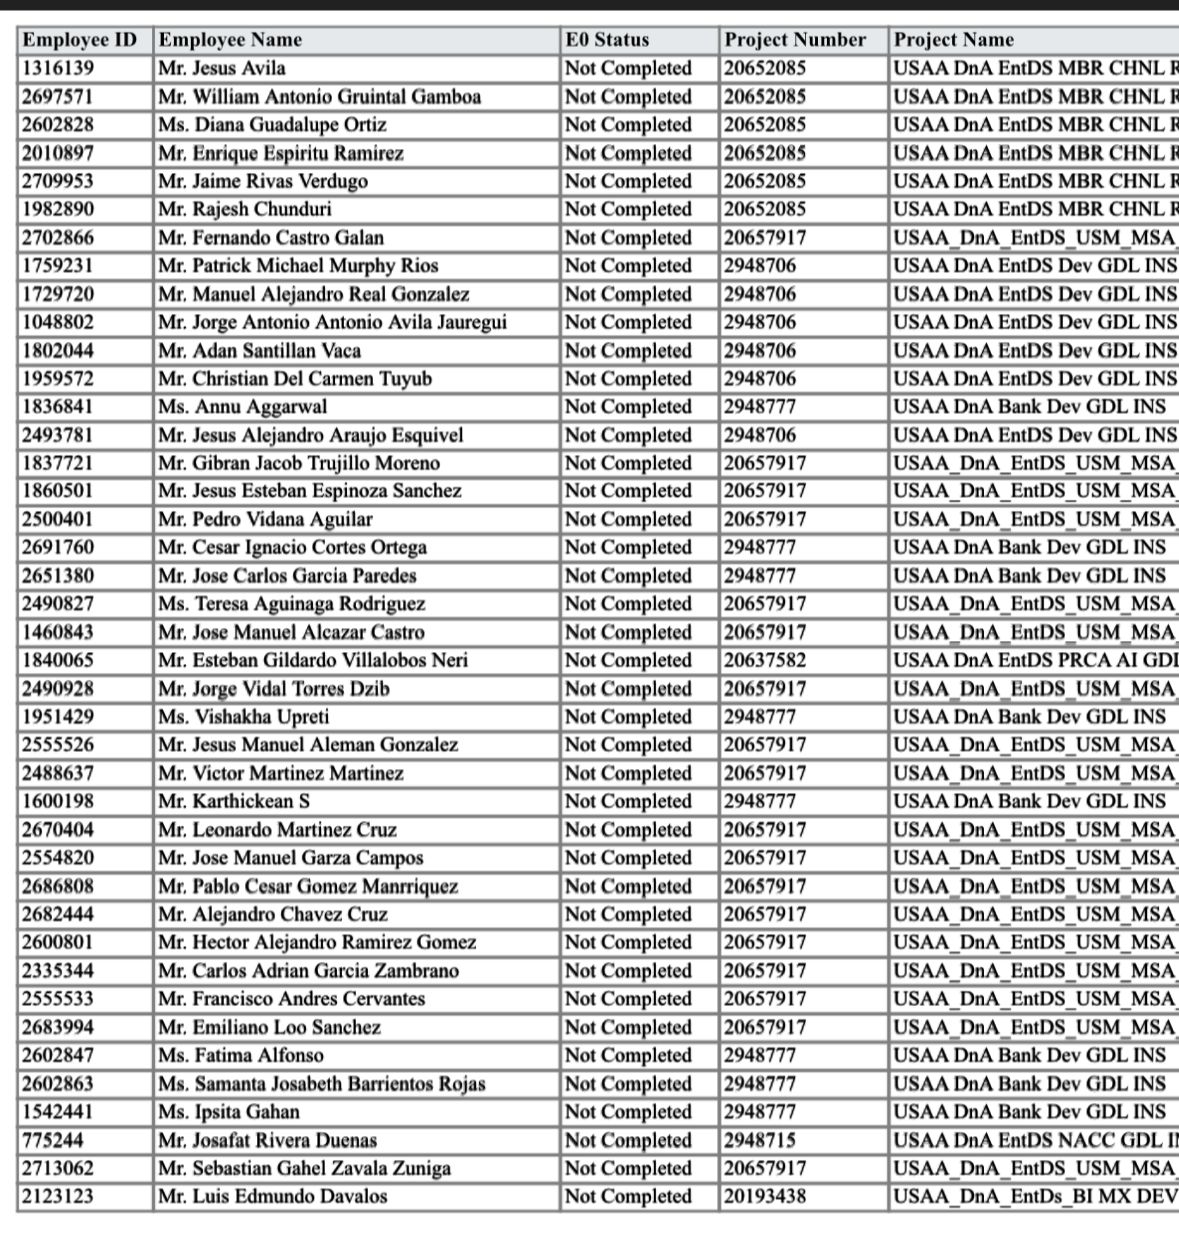 Employee ID Employee Name E0 Status Project Number Project Name
1316139 Mr. Jesus Avila Not Completed 20652085 USAA DnA EntDS MBR CHNL R
2697571 Mr. William Antonio Gruintal Gamboa Not Completed 20652085 USAA DnA EntDS MBR CHNL R
2602828 Ms. Diana Guadalupe Ortiz Not Completed 20652085 USAA DnA EntDS MBR CHNL R
2010897 Mr. Enrique Espiritu Ramirez Not Completed 20652085 USAA DnA EntDS MBR CHNL R
2709953 Mr. Jaime Rivas Verdugo Not Completed 20652085 USAA DnA EntDS MBR CHNL R
1982890 Mr. Rajesh Chunduri Not Completed 20652085 USAA DnA EntDS MBR CHNL R
2702866 Mr. Fernando Castro Galan Not Completed 20657917 USAA_DnA_EntDS_USM_MSA_
1759231 Mr. Patrick Michael Murphy Rios Not Completed 2948706 USAA DnA EntDS Dev GDL INS
1729720 Mr. Manuel Alejandro Real Gonzalez Not Completed 2948706 USAA DnA EntDS Dev GDL INS
1048802 Mr. Jorge Antonio Antonio Avila Jauregui Not Completed 2948706 USAA DnA EntDS Dev GDL INS
1802044 Mr. Adan Santillan Vaca Not Completed 2948706 USAA DnA EntDS Dev GDL INS
1959572 Mr. Christian Del Carmen Tuyub Not Completed 2948706 USAA DnA EntDS Dev GDL INS
1836841 Ms. Annu Aggarwal Not Completed 2948777 USAA DnA Bank Dev GDL INS
2493781 Mr. Jesus Alejandro Araujo Esquivel Not Completed 2948706 USAA DnA EntDS Dev GDL INS
1837721 Mr. Gibran Jacob Trujillo Moreno Not Completed 20657917 USAA_DnA_EntDS_USM_MSA_
1860501 Mr. Jesus Esteban Espinoza Sanchez Not Completed 20657917 USAA_DnA_EntDS_USM_MSA_
2500401 Mr. Pedro Vidana Aguilar Not Completed 20657917 USAA_DnA_EntDS_USM_MSA_
2691760 Mr. Cesar Ignacio Cortes Ortega Not Completed 2948777 USAA DnA Bank Dev GDL INS
2651380 Mr. Jose Carlos Garcia Paredes Not Completed 2948777 USAA DnA Bank Dev GDL INS
2490827 Ms. Teresa Aguinaga Rodriguez Not Completed 20657917 USAA_DnA_EntDS_USM_MSA_
1460843 Mr. Jose Manuel Alcazar Castro Not Completed 20657917 USAA_DnA_EntDS_USM_MSA_
1840065 Mr. Esteban Gildardo Villalobos Neri Not Completed 20637582 USAA DnA EntDS PRCA AI GDL
2490928 Mr. Jorge Vidal Torres Dzib Not Completed 20657917 USAA_DnA_EntDS_USM_MSA_
1951429 Ms. Vishakha Upreti Not Completed 2948777 USAA DnA Bank Dev GDL INS
2555526 Mr. Jesus Manuel Aleman Gonzalez Not Completed 20657917 USAA_DnA_EntDS_USM_MSA_
2488637 Mr. Victor Martinez Martinez Not Completed 20657917 USAA_DnA_EntDS_USM_MSA_
1600198 Mr. Karthickean S Not Completed 2948777 USAA DnA Bank Dev GDL INS
2670404 Mr. Leonardo Martinez Cruz Not Completed 20657917 USAA_DnA_EntDS_USM_MSA_
2554820 Mr. Jose Manuel Garza Campos Not Completed 20657917 USAA_DnA_EntDS_USM_MSA_
2686808 Mr. Pablo Cesar Gomez Manrriquez Not Completed 20657917 USAA_DnA_EntDS_USM_MSA_
2682444 Mr. Alejandro Chavez Cruz Not Completed 20657917 USAA_DnA_EntDS_USM_MSA_
2600801 Mr. Hector Alejandro Ramirez Gomez Not Completed 20657917 USAA_DnA_EntDS_USM_MSA_
2335344 Mr. Carlos Adrian Garcia Zambrano Not Completed 20657917 USAA_DnA_EntDS_USM_MSA_
2555533 Mr. Francisco Andres Cervantes Not Completed 20657917 USAA_DnA_EntDS_USM_MSA_
2683994 Mr. Emiliano Loo Sanchez Not Completed 20657917 USAA_DnA_EntDS_USM_MSA_
2602847 Ms. Fatima Alfonso Not Completed 2948777 USAA DnA Bank Dev GDL INS
2602863 Ms. Samanta Josabeth Barrientos Rojas Not Completed 2948777 USAA DnA Bank Dev GDL INS
1542441 Ms. Ipsita Gahan Not Completed 2948777 USAA DnA Bank Dev GDL INS
775244 Mr. Josafat Rivera Duenas Not Completed 2948715 USAA DnA EntDS NACC GDL IN
2713062 Mr. Sebastian Gahel Zavala Zuniga Not Completed 20657917 USAA_DnA_EntDS_USM_MSA_
2123123 Mr. Luis Edmundo Davalos Not Completed 20193438 USAA_DnA_EntDs_BI MX DEV